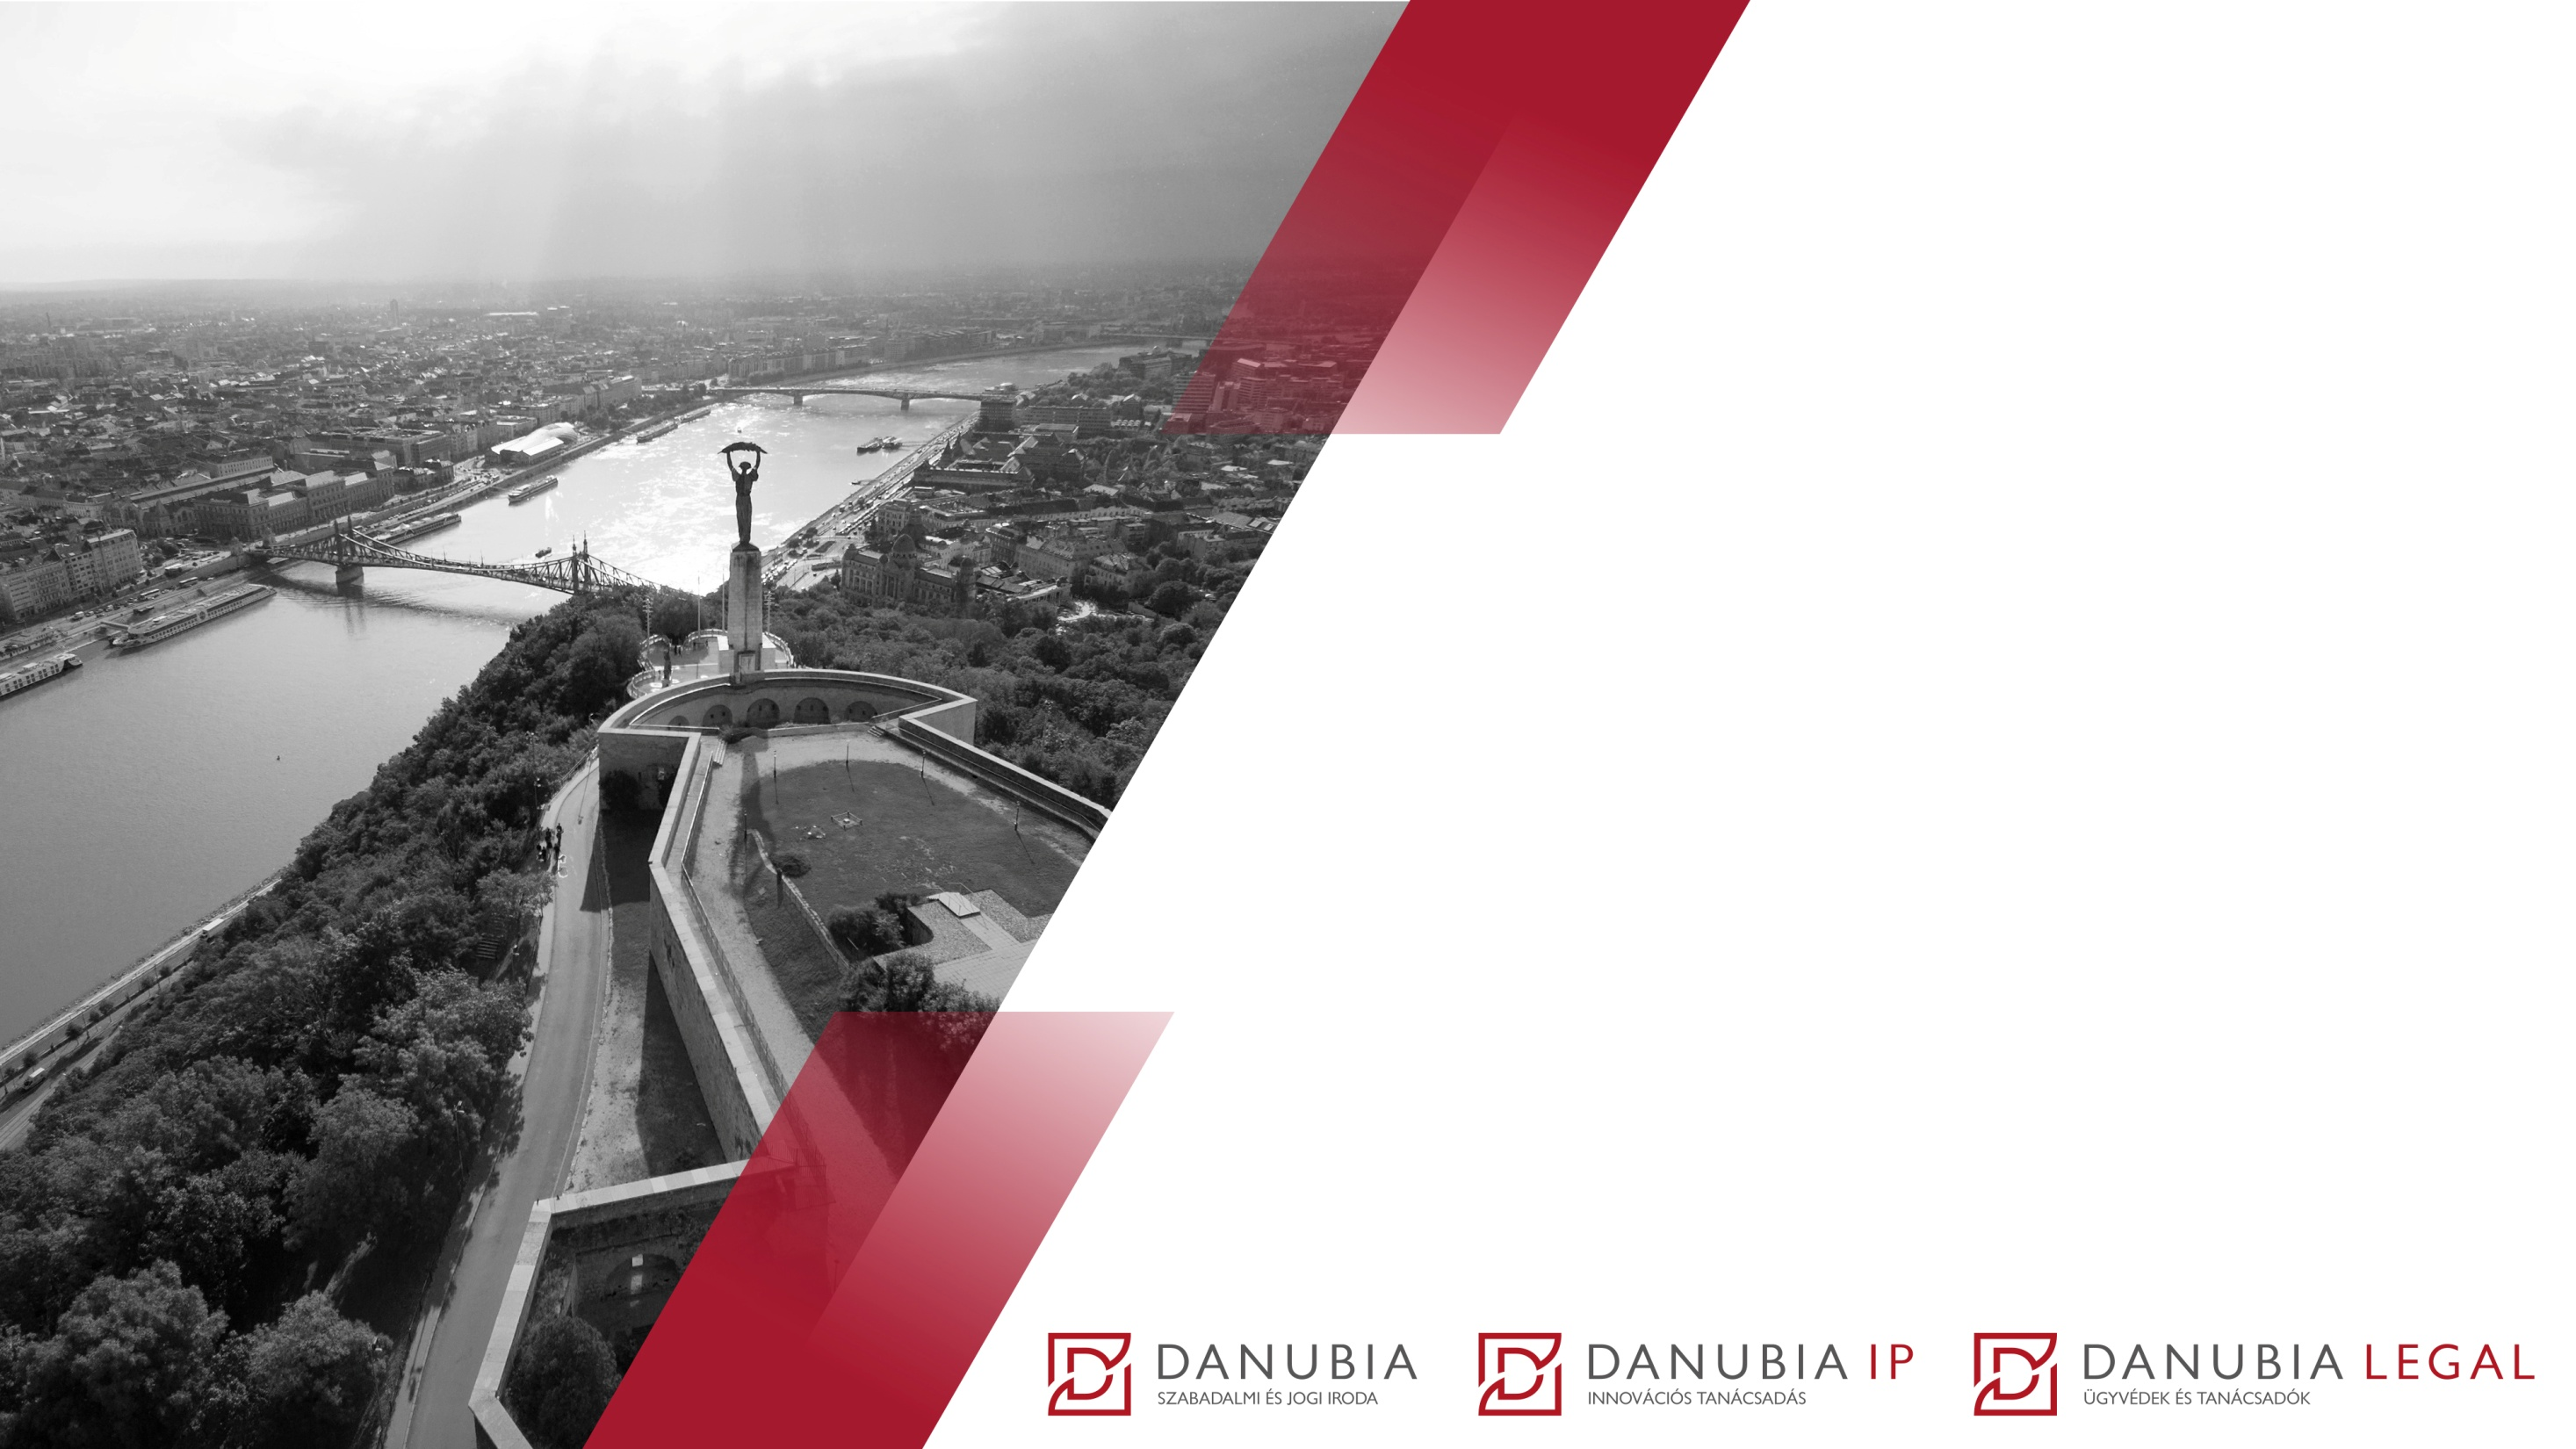 DANUBIA
SZABADALMI ÉS JOGI IRODA
DANUBIA IP
INNOVÁCIÓS TANÁCSADÁS
DANUBIA LEGAL
ÜGYVÉDEK ÉS TANÁCSADÓK